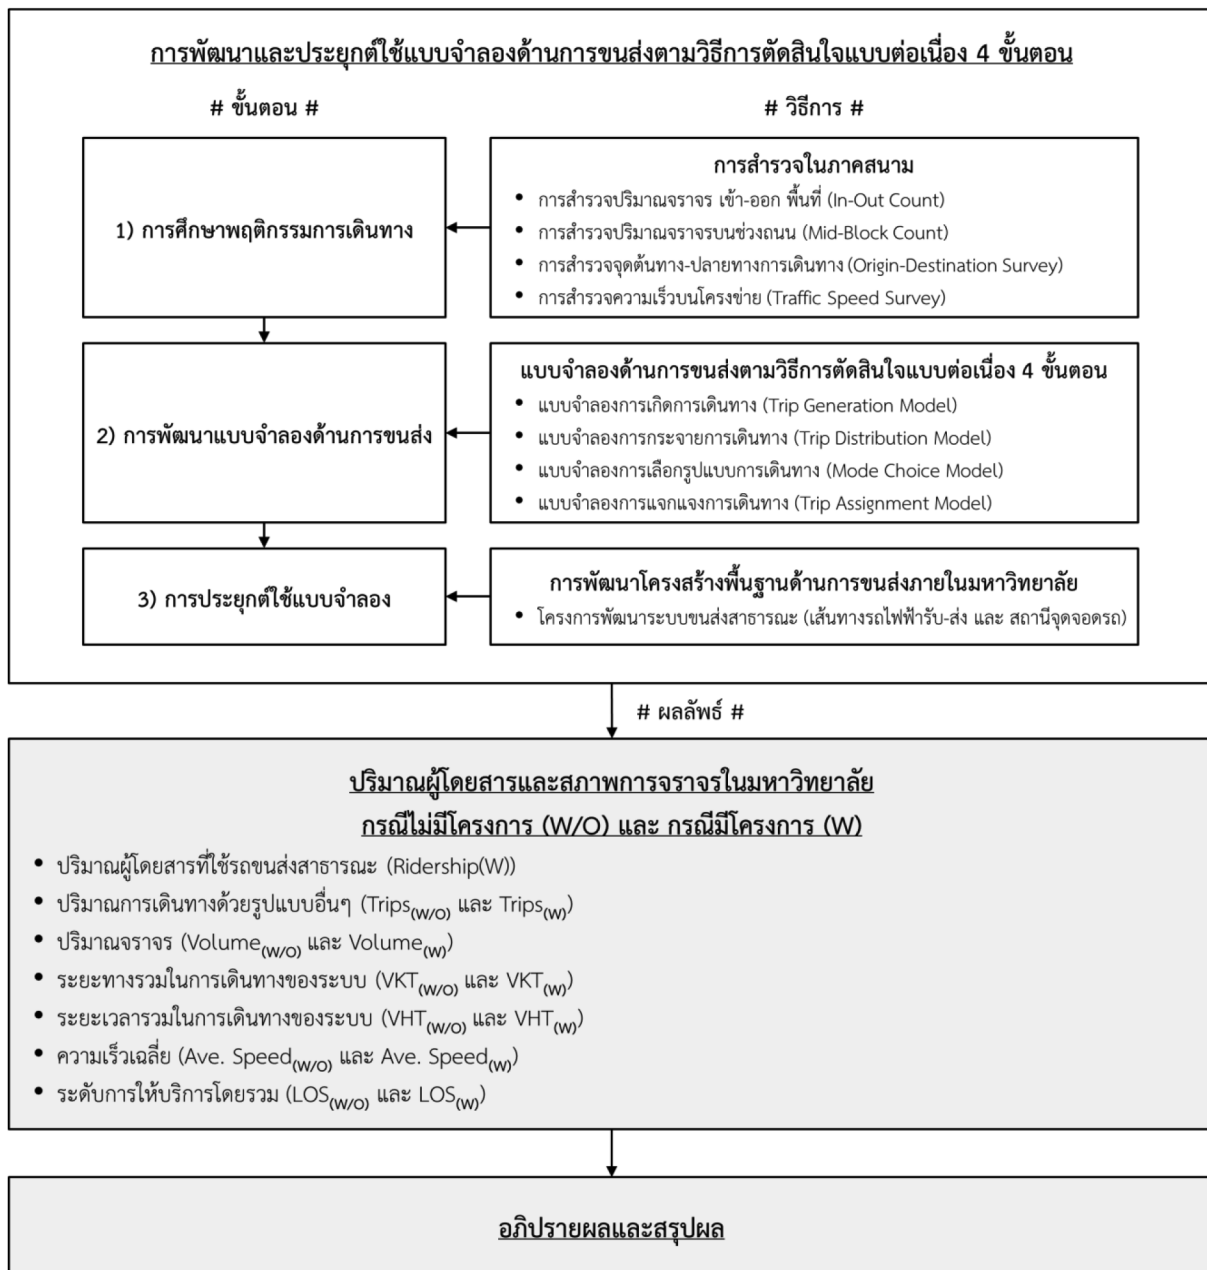 การพัฒนาและประยุกต์ใช้แบบจำลองด้านการขนส่งตามวิธีการตัดสินใจแบบต่อเนื่อง 4 ขั้นตอน
# ขั้นตอน #
# วิธีการ #
1) การศึกษาพฤติกรรมการเดินทาง
การสำรวจในภาคสนาม
• การสำรวจปริมาณจราจร เข้า-ออก พื้นที่ (In-Out Count)
• การสำรวจปริมาณจราจรบนช่วงถนน (Mid-Block Count)
• การสำรวจจุดต้นทาง-ปลายทางการเดินทาง (Origin-Destination Survey)
• การสำรวจความเร็วบนโครงข่าย (Traffic Speed Survey)
2) การพัฒนาแบบจำลองด้านการขนส่ง
แบบจำลองด้านการขนส่งตามวิธีการตัดสินใจแบบต่อเนื่อง 4 ขั้นตอน
• แบบจำลองการเกิดการเดินทาง (Trip Generation Model)
• แบบจำลองการกระจายการเดินทาง (Trip Distribution Model)
• แบบจำลองการเลือกรูปแบบการเดินทาง (Mode Choice Model)
• แบบจำลองการแจกแจงการเดินทาง (Trip Assignment Model)
3) การประยุกต์ใช้แบบจำลอง
การพัฒนาโครงสร้างพื้นฐานด้านการขนส่งภายในมหาวิทยาลัย
• โครงการพัฒนาระบบขนส่งสาธารณะ (เส้นทางรถไฟฟ้ารับ-ส่ง และ สถานีจุดจอดรถ)
# ผลลัพธ์ #
ปริมาณผู้โดยสารและสภาพการจราจรในมหาวิทยาลัย
กรณีไม่มีโครงการ (W/O) และ กรณีมีโครงการ (W)
• ปริมาณผู้โดยสารที่ใช้รถขนส่งสาธารณะ (Ridership(W))
• ปริมาณการเดินทางด้วยรูปแบบอื่นๆ (Trips(W/O) และ Trips(W))
• ปริมาณจราจร (Volume(W/O) และ Volume(W))
• ระยะทางรวมในการเดินทางของระบบ (VKT(W/O) และ VKT(W))
• ระยะเวลารวมในการเดินทางของระบบ (VHT(W/O) และ VHT(W))
• ความเร็วเฉลี่ย (Ave. Speed(W/O) และ Ave. Speed(W))
• ระดับการให้บริการโดยรวม (LOS(W/O) และ LOS(W))
อภิปรายผลและสรุปผล